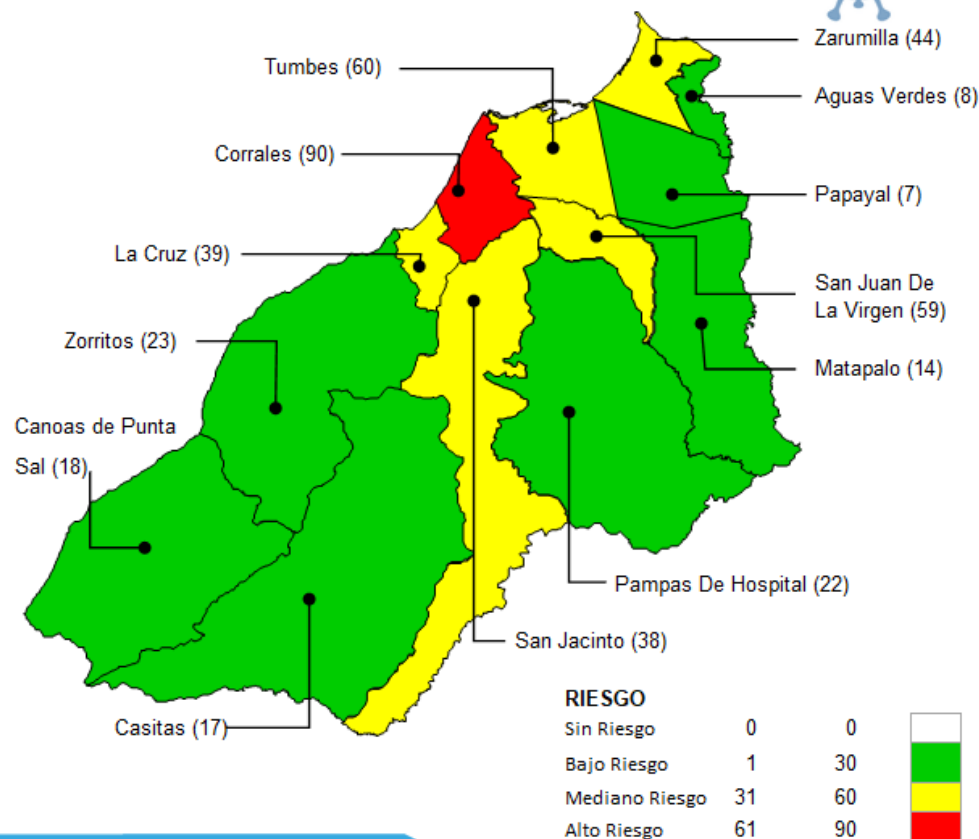 Zarumilla (44)
Tumbes (60)
Aguas Verdes (8)
Corrales (90)
Papayal (7)
La Cruz (39)
San Juan De
La Virgen (59)
Zorritos (23)
Matapalo (14)
Canoas de Punta
Sal (18)
Pampas De Hospital (22)
San Jacinto (38)
Casitas (17)
RIESGO
Sin Riesgo 0 0
Bajo Riesgo 1 30
Mediano Riesgo 31 60
Alto Riesgo 61 90